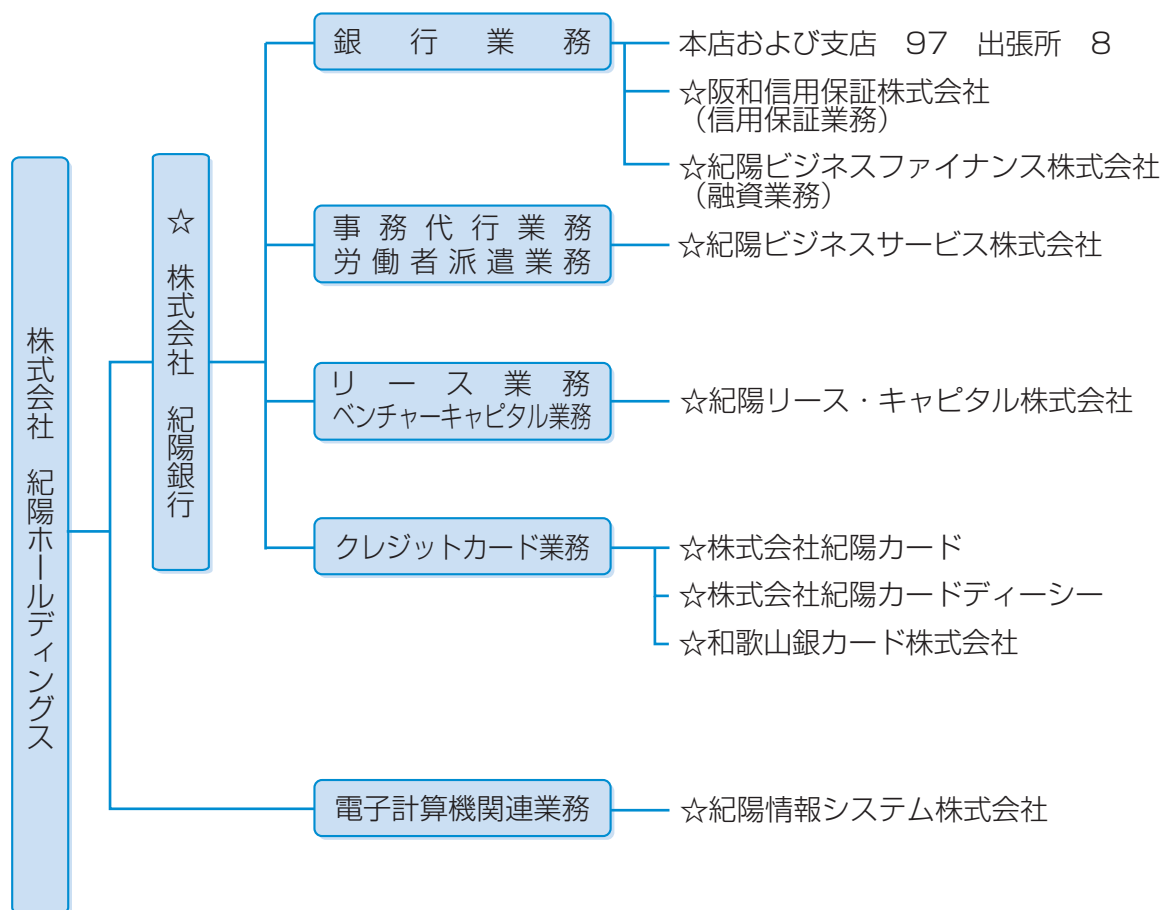 株式会社 紀陽ホールディングス
☆ 株式会社 紀陽銀行
銀行業務
本店および支店 97 出張所 8
☆阪和信用保証株式会社
(信用保証業務)
☆紀陽ビジネスファイナンス株式会社
(融資業務)
事務代行業務
労働者派遣業務
☆紀陽ビジネスサービス株式会社
リース業務
ベンチャーキャピタル業務
☆紀陽リース・キャピタル株式会社
クレジットカード業務
☆株式会社紀陽カード
☆株式会社紀陽カードディーシー
☆和歌山銀カード株式会社
電子計算機関連業務
☆紀陽情報システム株式会社